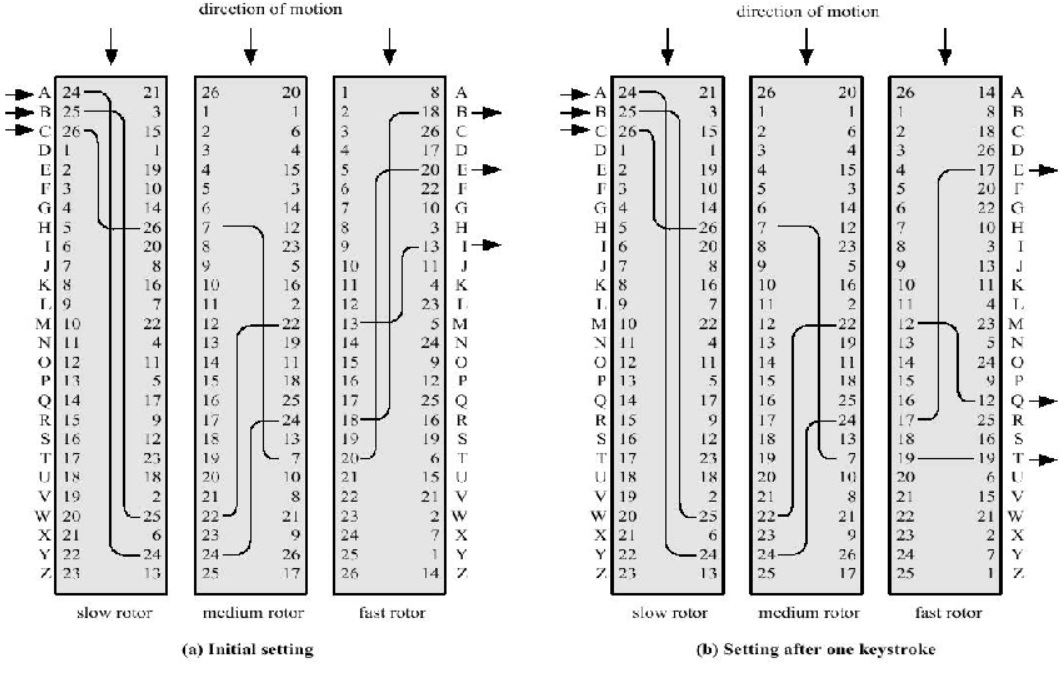 direction of motion direction of motion
A 24 21 26 20 1 8 A 24 21 26 20 26 14 A
B 25 3 1 1 2 18 B 25 3 1 1 1 8 B
C 26 15 2 6 3 26 C 26 15 2 6 2 18 C
D 1 1 3 4 4 17 D 1 1 3 4 3 26 D
E 2 19 4 15 5 20 E 2 19 4 15 4 17 E
F 3 10 5 3 6 22 F 3 10 5 3 5 20 F
G 4 14 6 14 7 10 G 4 14 6 14 6 22 G
H 5 26 7 12 8 3 H 5 26 7 12 7 10 H
I 6 20 8 23 9 13 I 6 20 8 23 8 3 I
J 7 8 9 5 10 11 J 7 8 9 5 9 13 J
K 8 16 10 16 11 4 K 8 16 10 16 10 11 K
L 9 7 11 2 12 23 L 9 7 11 2 11 4 L
M 10 22 12 22 13 5 M 10 22 12 22 12 23 M
N 11 4 13 19 14 24 N 11 4 13 19 13 5 N
O 12 11 14 11 15 9 O 12 11 14 11 14 24 O
P 13 5 15 18 16 12 P 13 5 15 18 15 9 P
Q 14 17 16 25 17 25 Q 14 17 16 25 16 12 Q
R 15 9 17 24 18 16 R 15 9 17 24 17 25 R
S 16 12 18 13 19 19 S 16 12 18 13 18 16 S
T 17 23 19 7 20 6 T 17 23 19 7 19 19 T
U 18 18 20 10 21 15 U 18 18 20 10 20 6 U
V 19 2 21 8 22 21 V 19 2 21 8 21 15 V
W 20 25 22 21 23 2 W 20 25 22 21 22 21 W
X 21 6 23 9 24 7 X 21 6 23 9 23 2 X
Y 22 24 24 26 25 1 Y 22 24 24 26 24 7 Y
Z 23 13 25 17 26 14 Z 23 13 25 17 25 1 Z
slow rotor medium rotor fast rotor slow rotor medium rotor fast rotor
(a) Initial setting (b) Setting after one keystroke